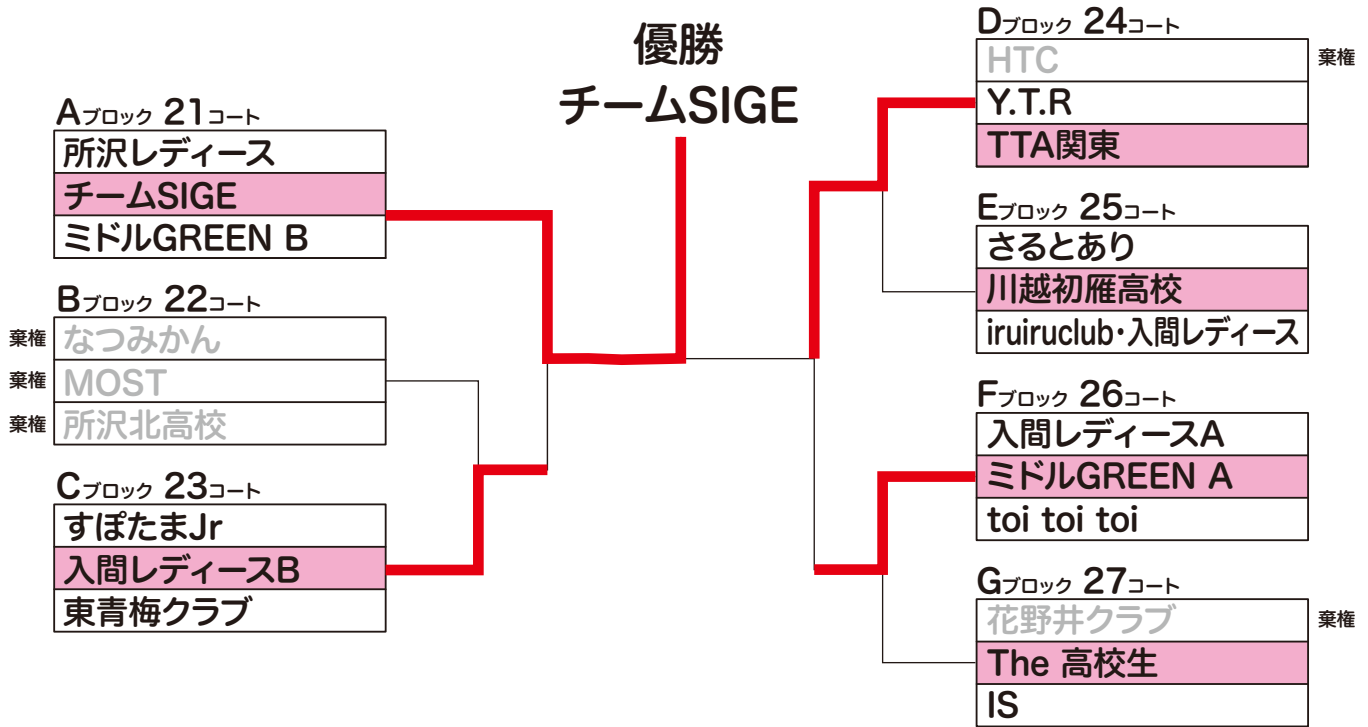 優勝
チームSIGE
Aブロック 21コート
所沢レディース
チームSIGE
ミドルGREEN B
Bブロック 22コート
棄権 なつみかん
棄権 MOST
棄権 所沢北高校
Cブロック 23コート
すぽたまJr
入間レディースB
東青梅クラブ
Dブロック 24コート
HTC 棄権
Y.T.R
TTA関東
Eブロック 25コート
さるとあり
川越初雁高校
iruiruclub・入間レディース
Fブロック 26コート
入間レディースA
ミドルGREEN A
toi toi toi
Gブロック 27コート
花野井クラブ 棄権
The 高校生
IS